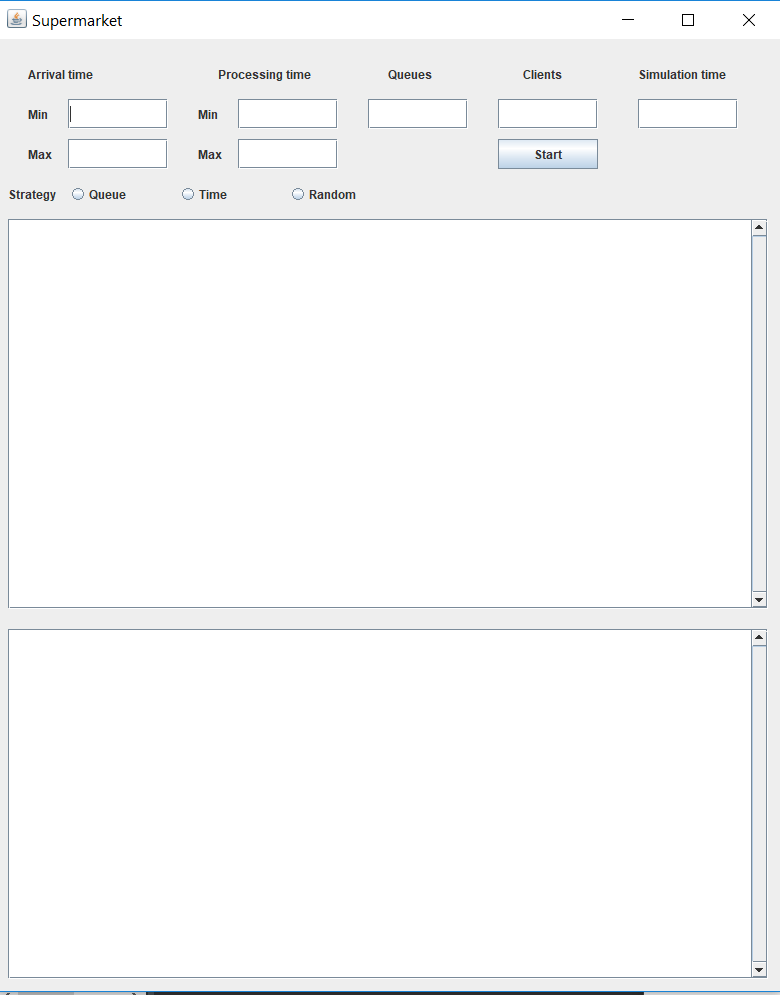 Supermarket
Arrival time Processing time Queues Clients Simulation time
Min Min
Max Max Start
Strategy Queue Time Random